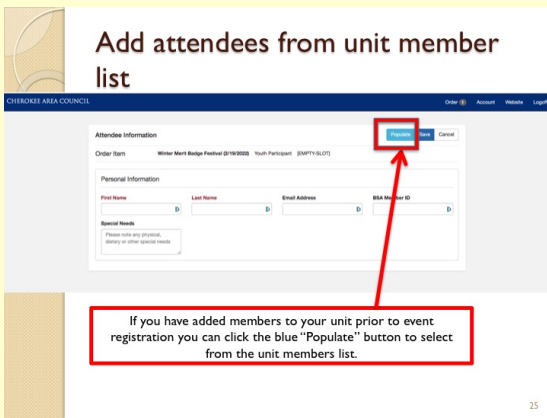 Add attendees from unit member
list
CHEROKEE AREA COUNCIL
Order 1 Account Website Logoff
Attendee Information
Populate Save Cancel
Order Item Winter Merit Badge Festival (2/19/2022) Youth Participant [EMPTY-SLOT]
Personal Information
First Name Last Name Email Address BSA Member ID
Special Needs
Please note any physical,
dietary or other special needs
If you have added members to your unit prior to event
registration you can click the blue “Populate” button to select
from the unit members list.
25